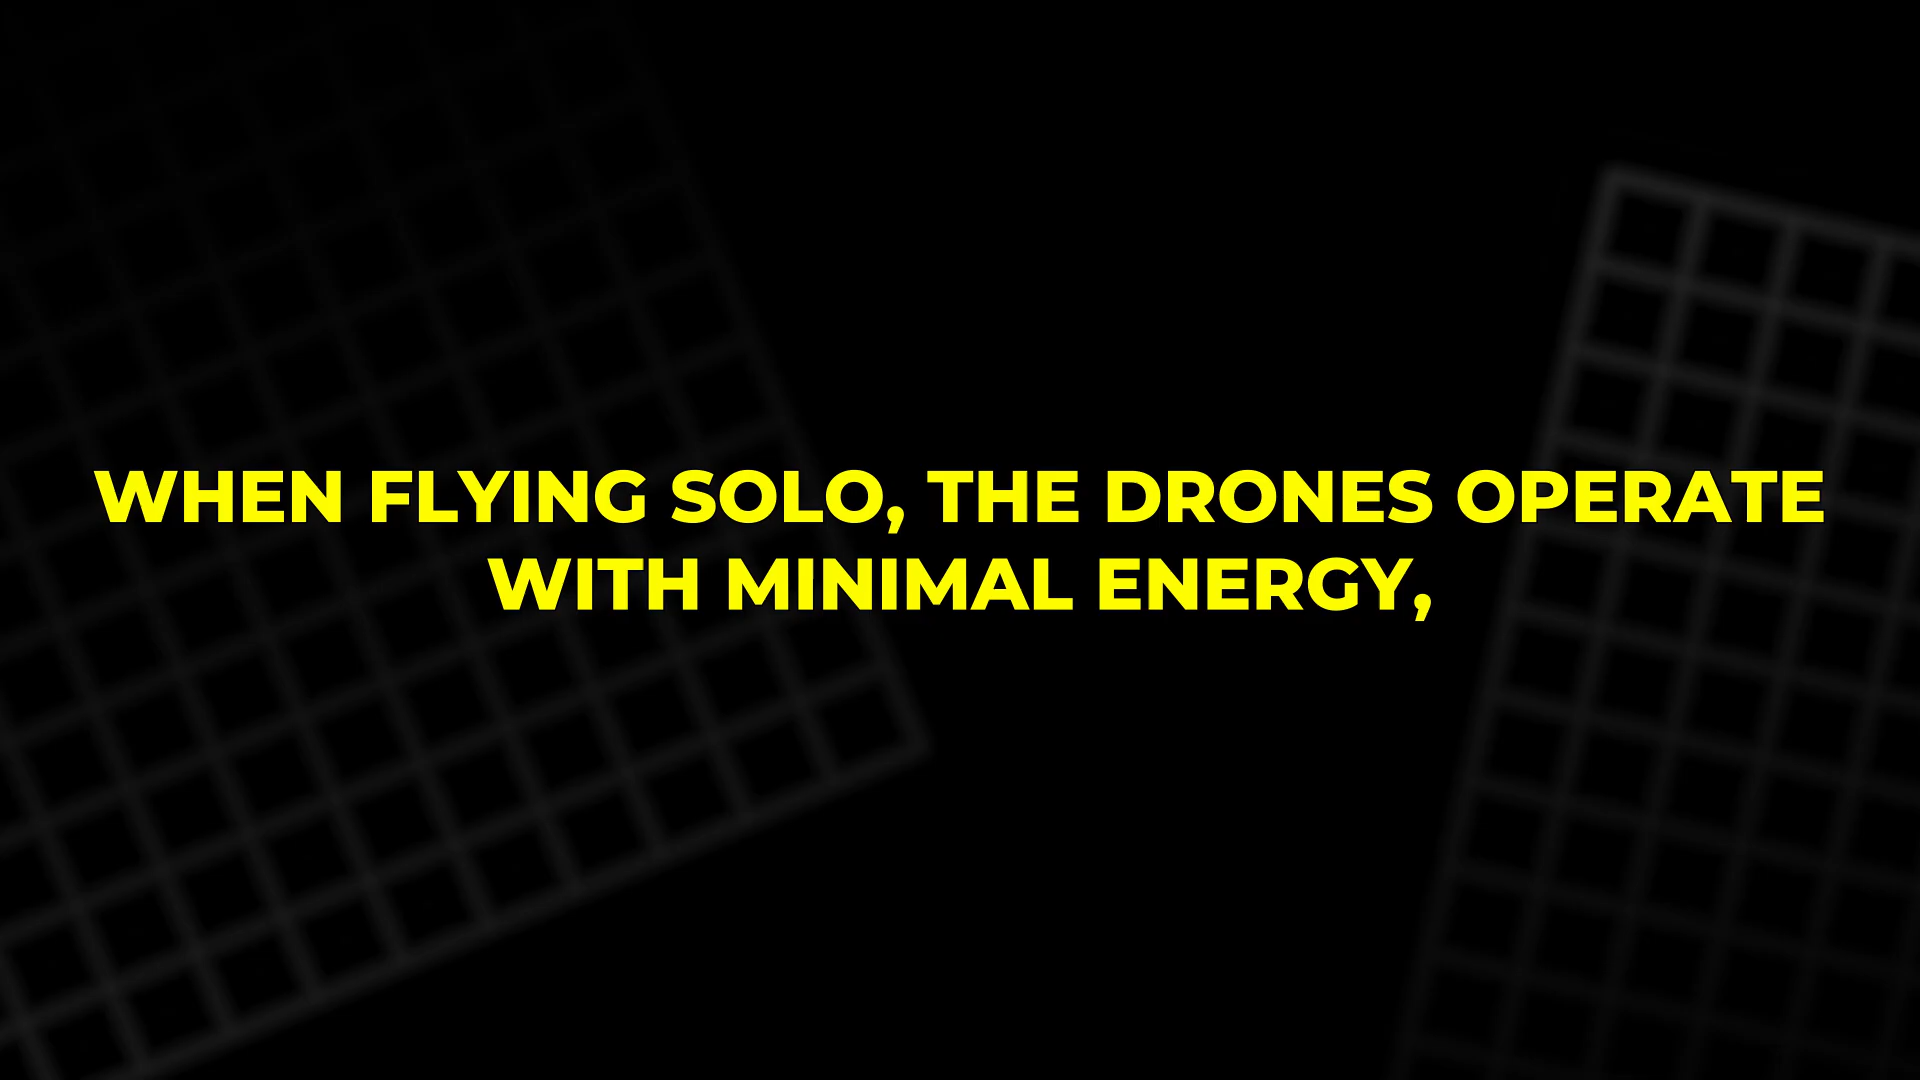 WHEN FLYING SOLO, THE DRONES OPERATE
WITH MINIMAL ENERGY,